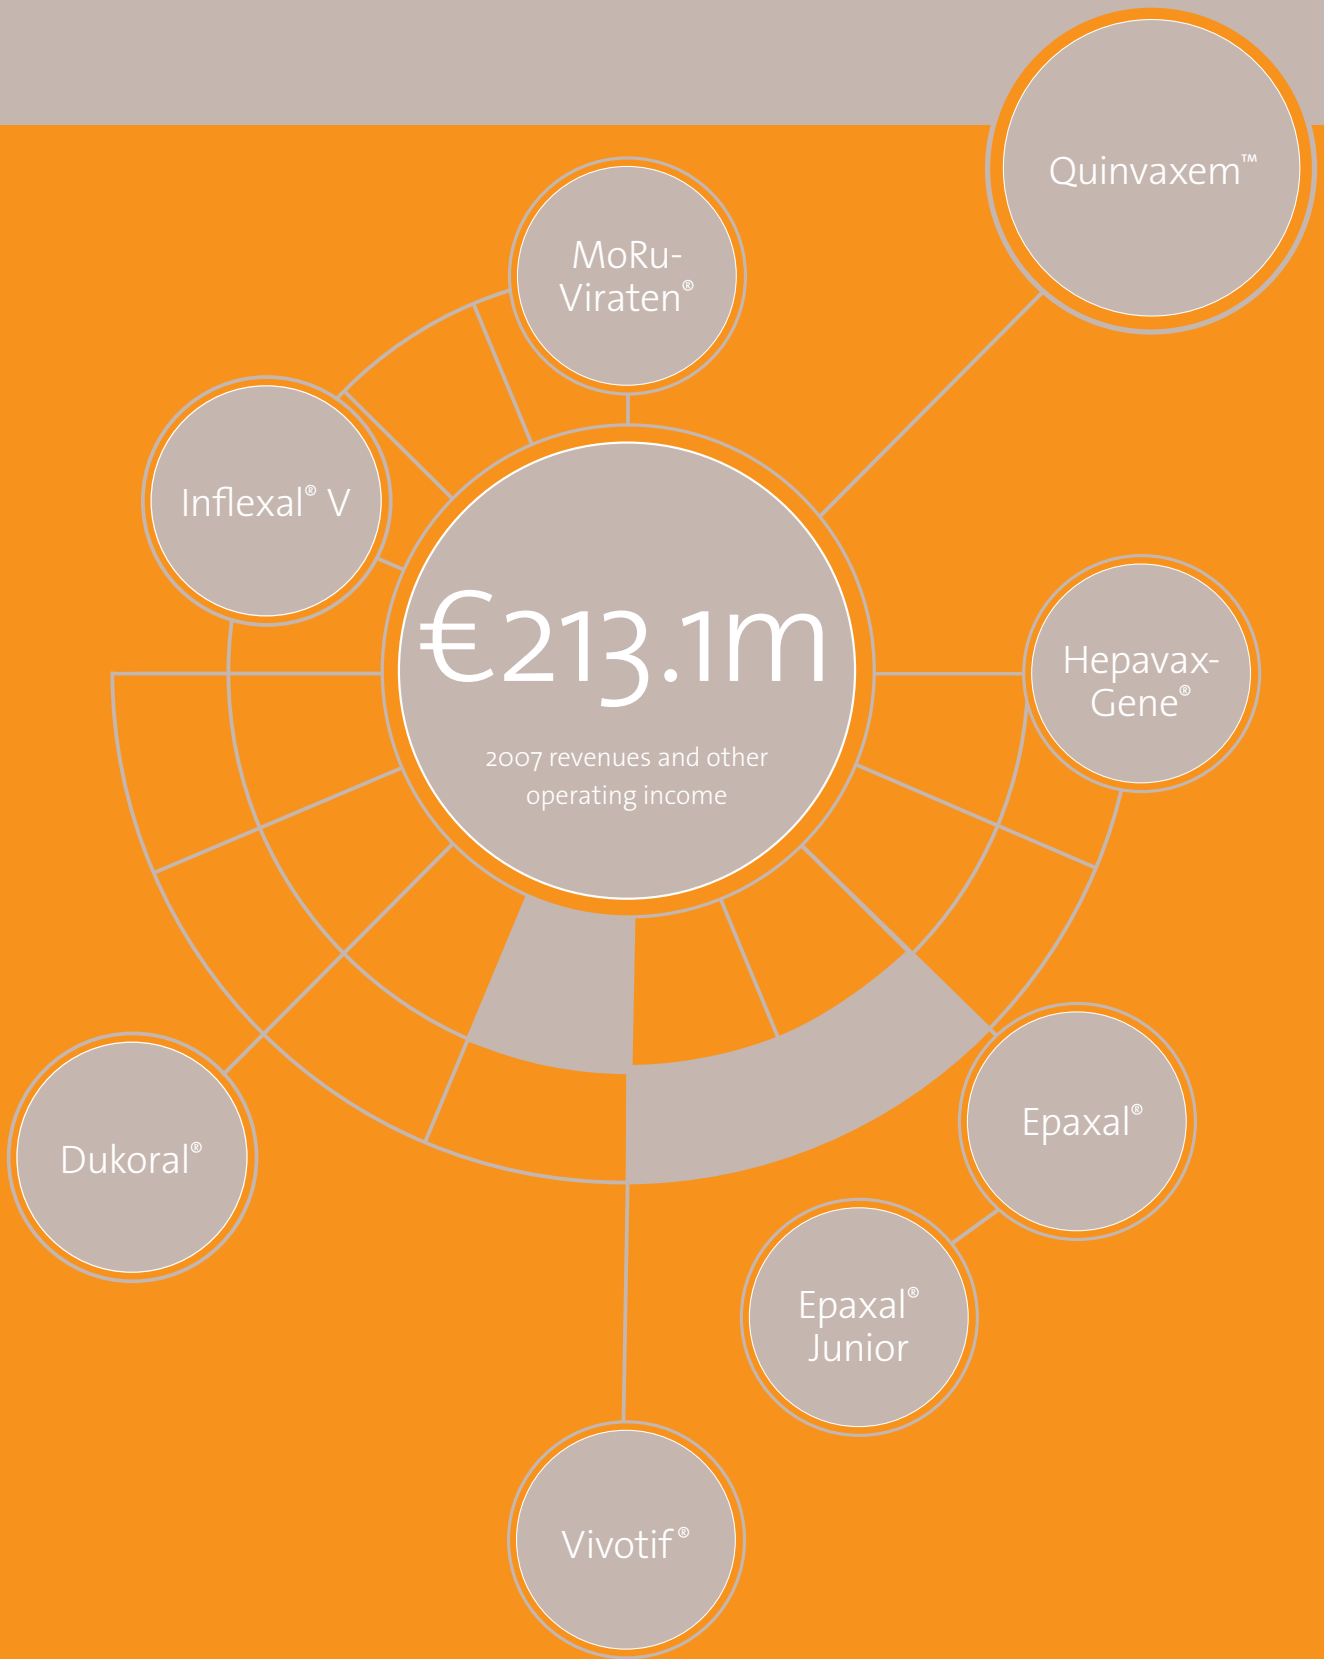 Quinvaxem™
MoRu-
Viraten®
Inflexal® V
€213.1m
2007 revenues and other
operating income
Hepavax-
Gene®
Epaxal®
Dukoral®
Epaxal®
Junior
Vivotif®